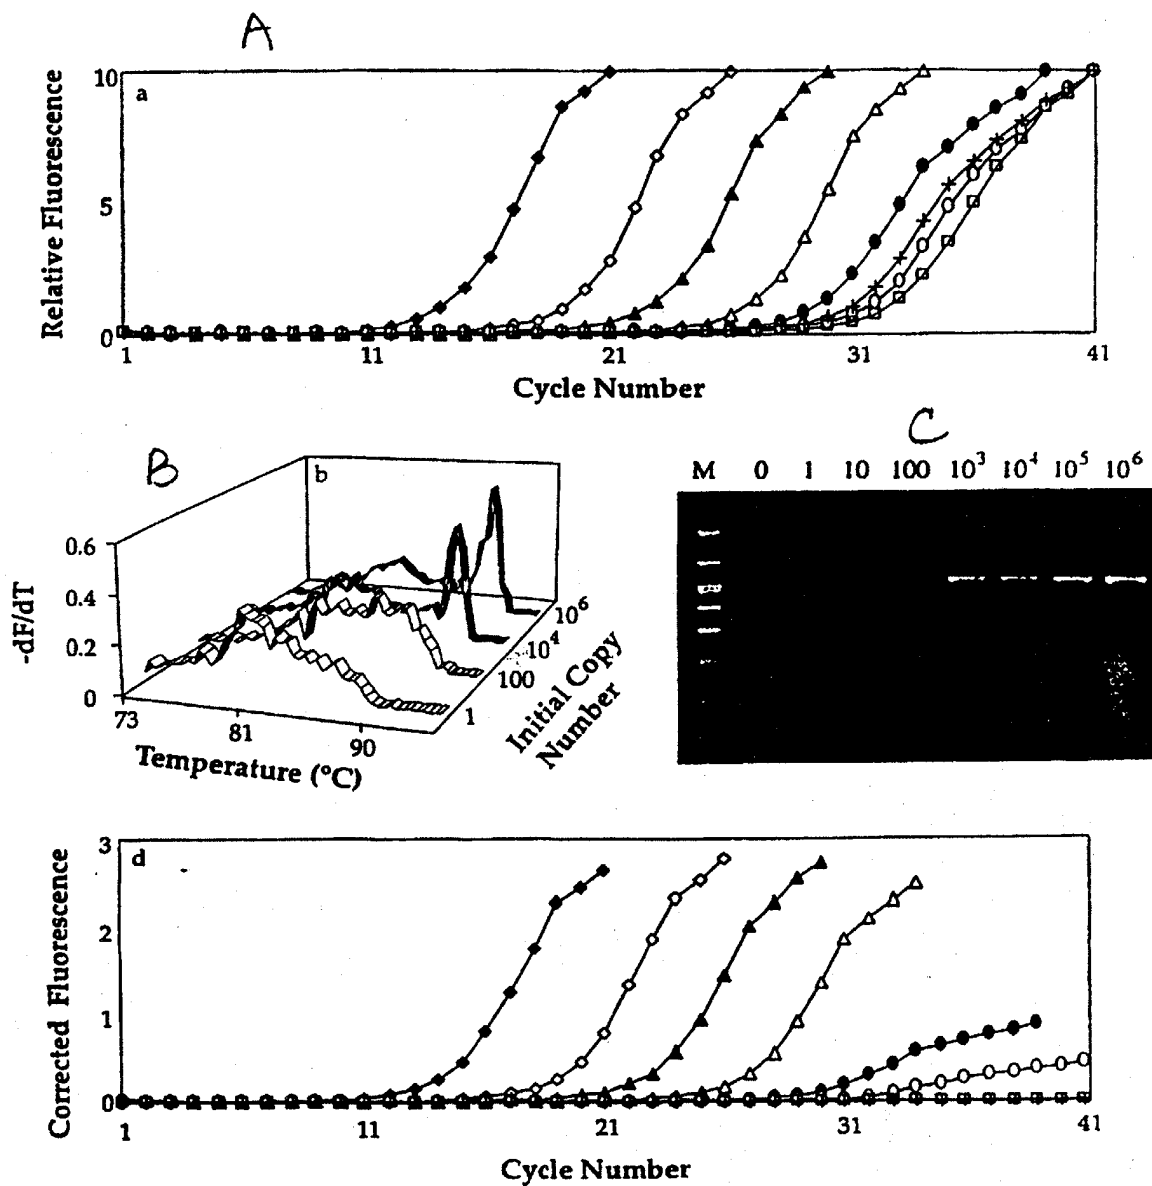 A
10
a
5
0
Relative Fluorescence
1 11 21 31 41
Cycle Number
B
b
0.6
0.4
0.2
0
-dF/dT
73 81 90
Temperature (°C)
1
100
10⁴
10⁶
Initial Copy
Number
C
M 0 1 10 100 10³ 10⁴ 10⁵ 10⁶
3
d
2
1
0
Corrected Fluorescence
1 11 21 31 41
Cycle Number